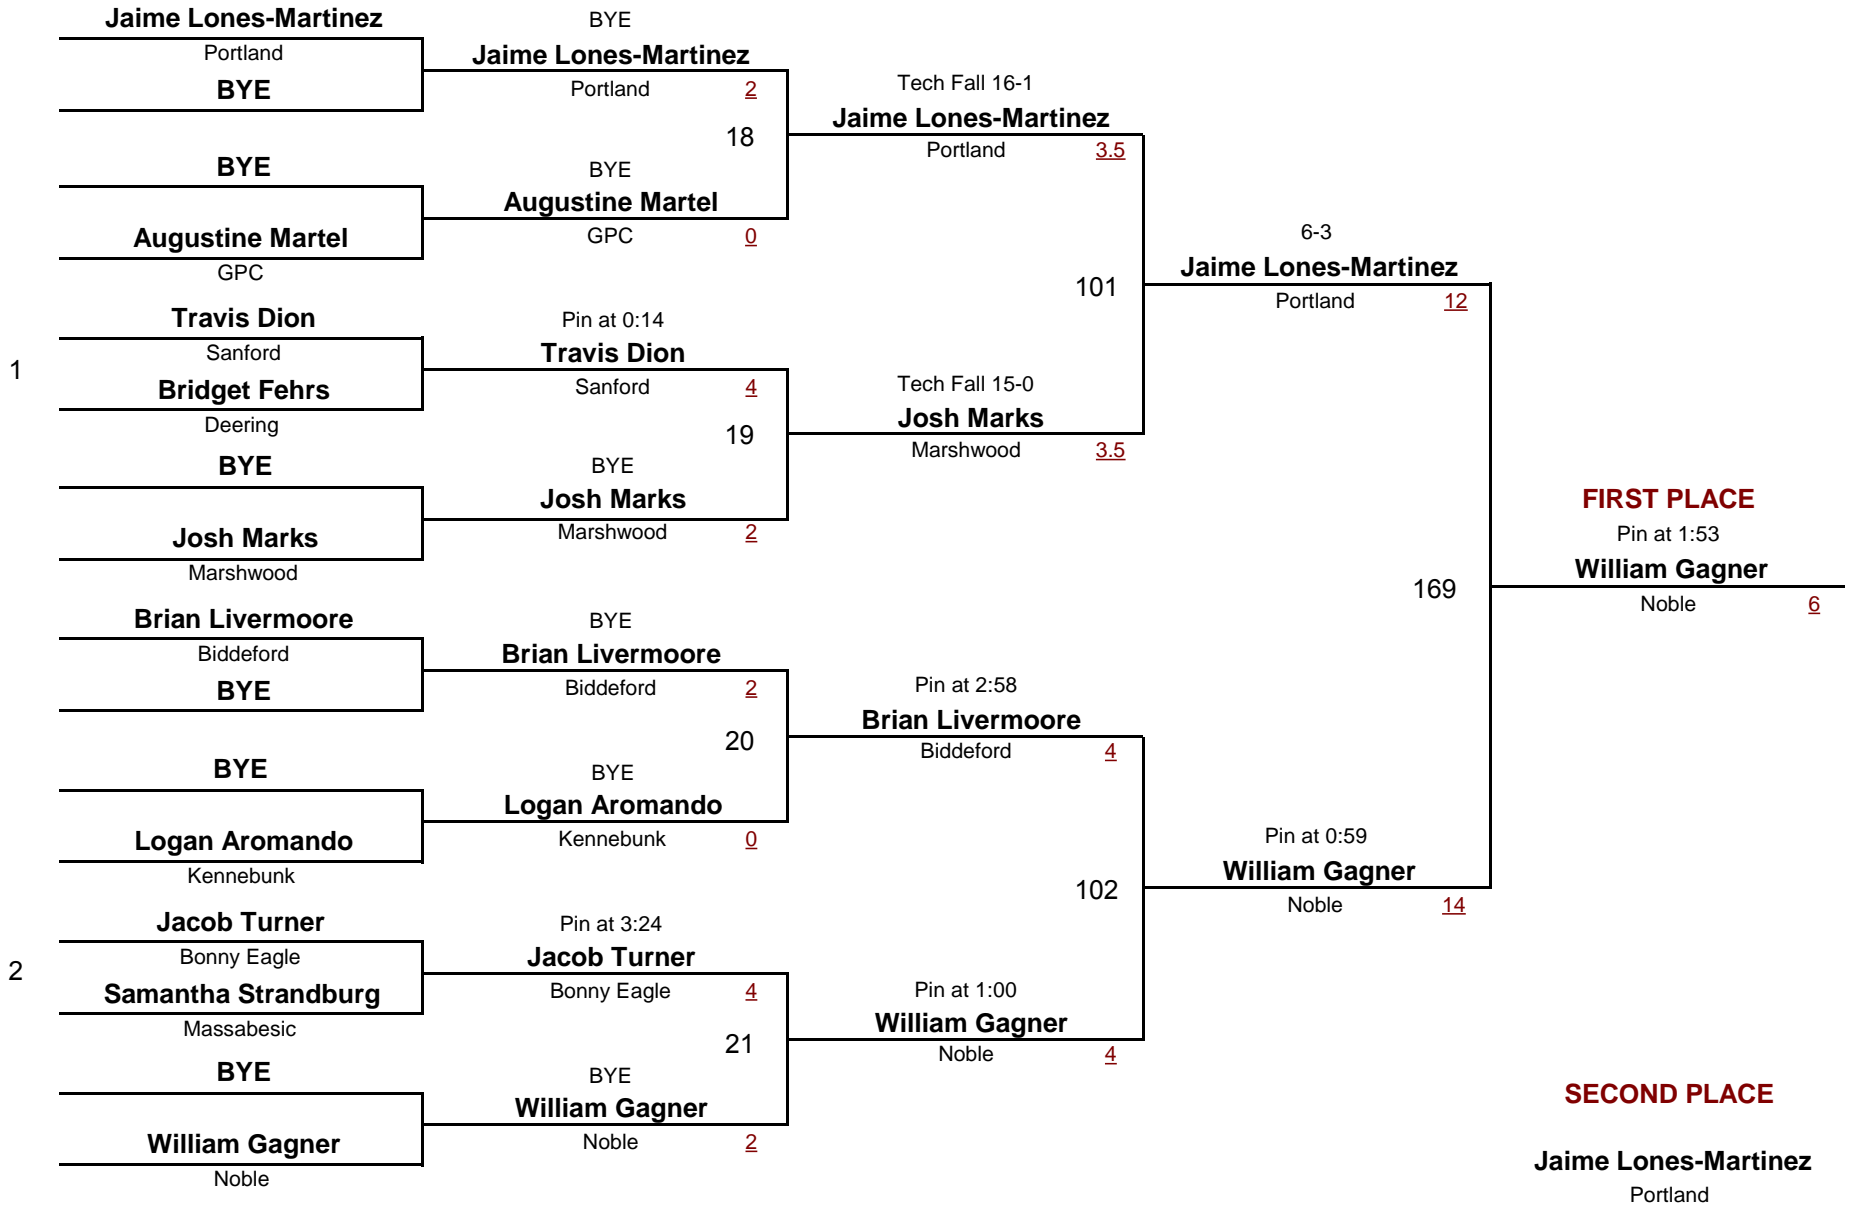 Jaime Lones-Martinez
Portland
BYE
BYE
Augustine Martel
GPC
1
Travis Dion
Sanford
Bridget Fehrs
Deering
BYE
Josh Marks
Marshwood
Brian Livermoore
Biddeford
BYE
BYE
Logan Aromando
Kennebunk
2
Jacob Turner
Bonny Eagle
Samantha Strandburg
Massabesic
BYE
William Gagner
Noble
BYE
Jaime Lones-Martinez
Portland 2
18
BYE
Augustine Martel
GPC 0
Pin at 0:14
Travis Dion
Sanford 4
19
BYE
Josh Marks
Marshwood 2
BYE
Brian Livermoore
Biddeford 2
20
BYE
Logan Aromando
Kennebunk 0
Pin at 3:24
Jacob Turner
Bonny Eagle 4
21
BYE
William Gagner
Noble 2
Tech Fall 16-1
Jaime Lones-Martinez
Portland 3.5
101
Tech Fall 15-0
Josh Marks
Marshwood 3.5
Pin at 2:58
Brian Livermoore
Biddeford 4
102
Pin at 1:00
William Gagner
Noble 4
6-3
Jaime Lones-Martinez
Portland 12
169
Pin at 0:59
William Gagner
Noble 14
FIRST PLACE
Pin at 1:53
William Gagner
Noble 6
SECOND PLACE
Jaime Lones-Martinez
Portland